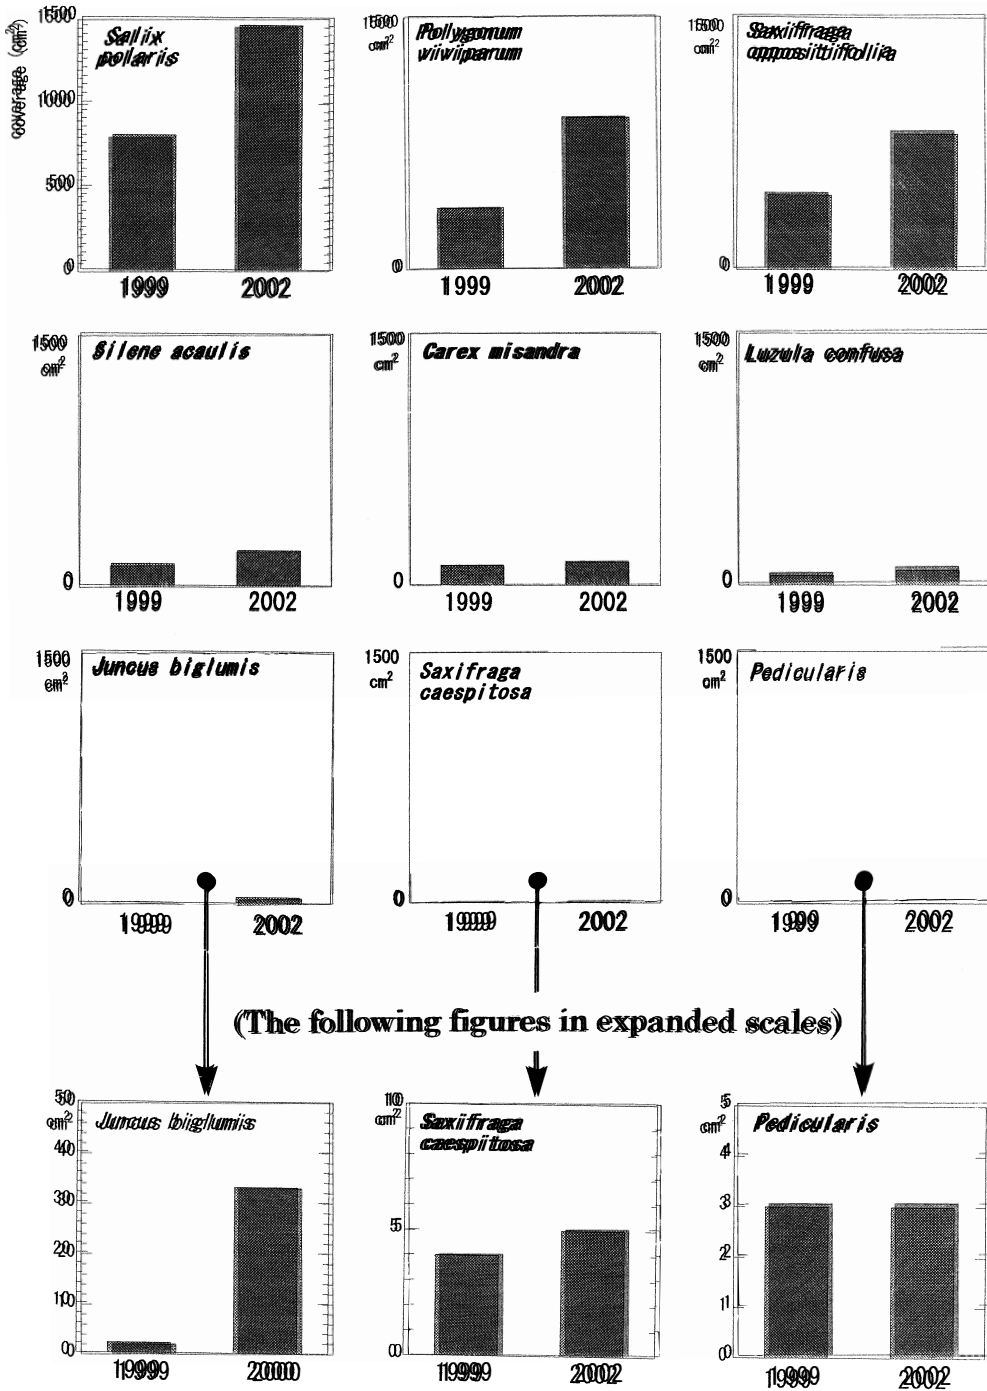 coverage (cm²)
1500
1000
500
0
Salix
polaris
1999 2002
1500
cm²
0
Polygonum
viviparum
1999 2002
1500
cm²
0
Saxifraga
oppositifolia
1999 2002
1500
cm²
0
Silene acaulis
1999 2002
1500
cm²
0
Carex misandra
1999 2002
1500
cm²
0
Luzula confusa
1999 2002
1500
cm²
0
Juncus biglumis
1999 2002
1500
cm²
0
Saxifraga
caespitosa
1999 2002
1500
cm²
0
Pedicularis
1999 2002
(The following figures in expanded scales)
50
cm²
40
30
20
10
0
Juncus biglumis
1999 2000
10
cm²
5
0
Saxifraga
caespitosa
1999 2002
5
cm²
4
3
2
1
0
Pedicularis
1999 2002